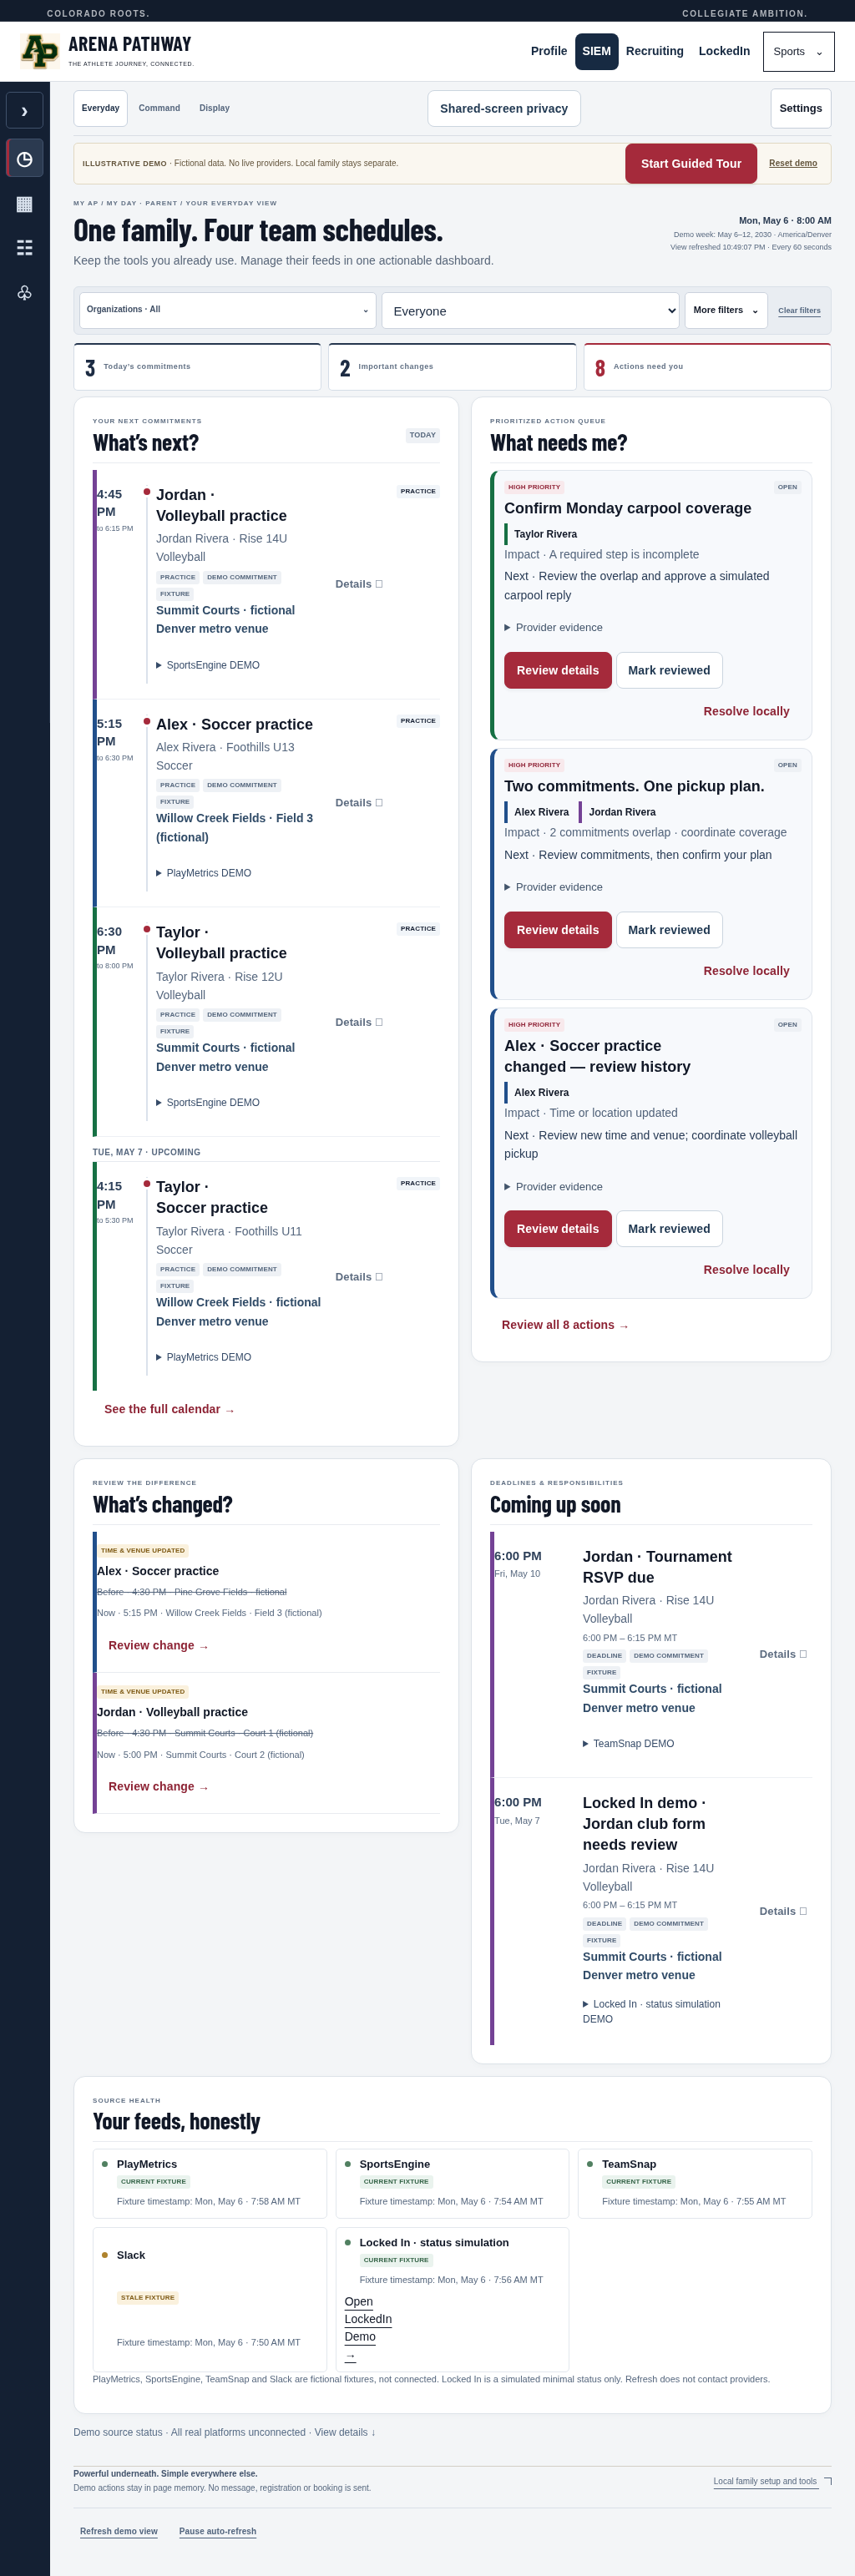 COLORADO ROOTS.
COLLEGIATE AMBITION.
AP
ARENA PATHWAY
THE ATHLETE JOURNEY, CONNECTED.
Profile
SIEM
Recruiting
LockedIn
Sports
Everyday
Command
Display
Shared-screen privacy
Settings
ILLUSTRATIVE DEMO · Fictional data. No live providers. Local family stays separate.
Start Guided Tour
Reset demo
MY AP / MY DAY · PARENT / YOUR EVERYDAY VIEW
One family. Four team schedules.
Keep the tools you already use. Manage their feeds in one actionable dashboard.
Mon, May 6 · 8:00 AM
Demo week: May 6–12, 2030 · America/Denver
View refreshed 10:49:07 PM · Every 60 seconds
Organizations · All
Everyone
More filters
Clear filters
3 Today's commitments
2 Important changes
8 Actions need you
YOUR NEXT COMMITMENTS
What's next?
TODAY
4:45
PM
to 6:15 PM
Jordan ·
Volleyball practice
PRACTICE
Jordan Rivera · Rise 14U
Volleyball
PRACTICE DEMO COMMITMENT
FIXTURE
Details
Summit Courts · fictional
Denver metro venue
▶ SportsEngine DEMO
5:15
PM
to 6:30 PM
Alex · Soccer practice
PRACTICE
Alex Rivera · Foothills U13
Soccer
PRACTICE DEMO COMMITMENT
FIXTURE
Details
Willow Creek Fields · Field 3
(fictional)
▶ PlayMetrics DEMO
6:30
PM
to 8:00 PM
Taylor ·
Volleyball practice
PRACTICE
Taylor Rivera · Rise 12U
Volleyball
PRACTICE DEMO COMMITMENT
FIXTURE
Details
Summit Courts · fictional
Denver metro venue
▶ SportsEngine DEMO
TUE, MAY 7 · UPCOMING
4:15
PM
to 5:30 PM
Taylor ·
Soccer practice
PRACTICE
Taylor Rivera · Foothills U11
Soccer
PRACTICE DEMO COMMITMENT
FIXTURE
Details
Willow Creek Fields · fictional
Denver metro venue
▶ PlayMetrics DEMO
See the full calendar →
PRIORITIZED ACTION QUEUE
What needs me?
HIGH PRIORITY
OPEN
Confirm Monday carpool coverage
Taylor Rivera
Impact · A required step is incomplete
Next · Review the overlap and approve a simulated
carpool reply
▶ Provider evidence
Review details
Mark reviewed
Resolve locally
HIGH PRIORITY
OPEN
Two commitments. One pickup plan.
Alex Rivera
Jordan Rivera
Impact · 2 commitments overlap · coordinate coverage
Next · Review commitments, then confirm your plan
▶ Provider evidence
Review details
Mark reviewed
Resolve locally
HIGH PRIORITY
OPEN
Alex · Soccer practice
changed — review history
Alex Rivera
Impact · Time or location updated
Next · Review new time and venue; coordinate volleyball
pickup
▶ Provider evidence
Review details
Mark reviewed
Resolve locally
Review all 8 actions →
REVIEW THE DIFFERENCE
What's changed?
TIME & VENUE UPDATED
Alex · Soccer practice
Before · 4:30 PM · Pine Grove Fields · fictional
Now · 5:15 PM · Willow Creek Fields · Field 3 (fictional)
Review change →
TIME & VENUE UPDATED
Jordan · Volleyball practice
Before · 4:30 PM · Summit Courts · Court 1 (fictional)
Now · 5:00 PM · Summit Courts · Court 2 (fictional)
Review change →
DEADLINES & RESPONSIBILITIES
Coming up soon
6:00 PM
Fri, May 10
Jordan · Tournament
RSVP due
Jordan Rivera · Rise 14U
Volleyball
6:00 PM – 6:15 PM MT
DEADLINE DEMO COMMITMENT
FIXTURE
Details
Summit Courts · fictional
Denver metro venue
▶ TeamSnap DEMO
6:00 PM
Tue, May 7
Locked In demo ·
Jordan club form
needs review
Jordan Rivera · Rise 14U
Volleyball
6:00 PM – 6:15 PM MT
DEADLINE DEMO COMMITMENT
FIXTURE
Details
Summit Courts · fictional
Denver metro venue
▶ Locked In · status simulation
DEMO
SOURCE HEALTH
Your feeds, honestly
PlayMetrics
CURRENT FIXTURE
Fixture timestamp: Mon, May 6 · 7:58 AM MT
SportsEngine
CURRENT FIXTURE
Fixture timestamp: Mon, May 6 · 7:54 AM MT
TeamSnap
CURRENT FIXTURE
Fixture timestamp: Mon, May 6 · 7:55 AM MT
Slack
STALE FIXTURE
Fixture timestamp: Mon, May 6 · 7:50 AM MT
Locked In · status simulation
CURRENT FIXTURE
Fixture timestamp: Mon, May 6 · 7:56 AM MT
Open
LockedIn
Demo
→
PlayMetrics, SportsEngine, TeamSnap and Slack are fictional fixtures, not connected. Locked In is a simulated minimal status only. Refresh does not contact providers.
Demo source status · All real platforms unconnected · View details ↓
Powerful underneath. Simple everywhere else.
Demo actions stay in page memory. No message, registration or booking is sent.
Local family setup and tools
Refresh demo view
Pause auto-refresh